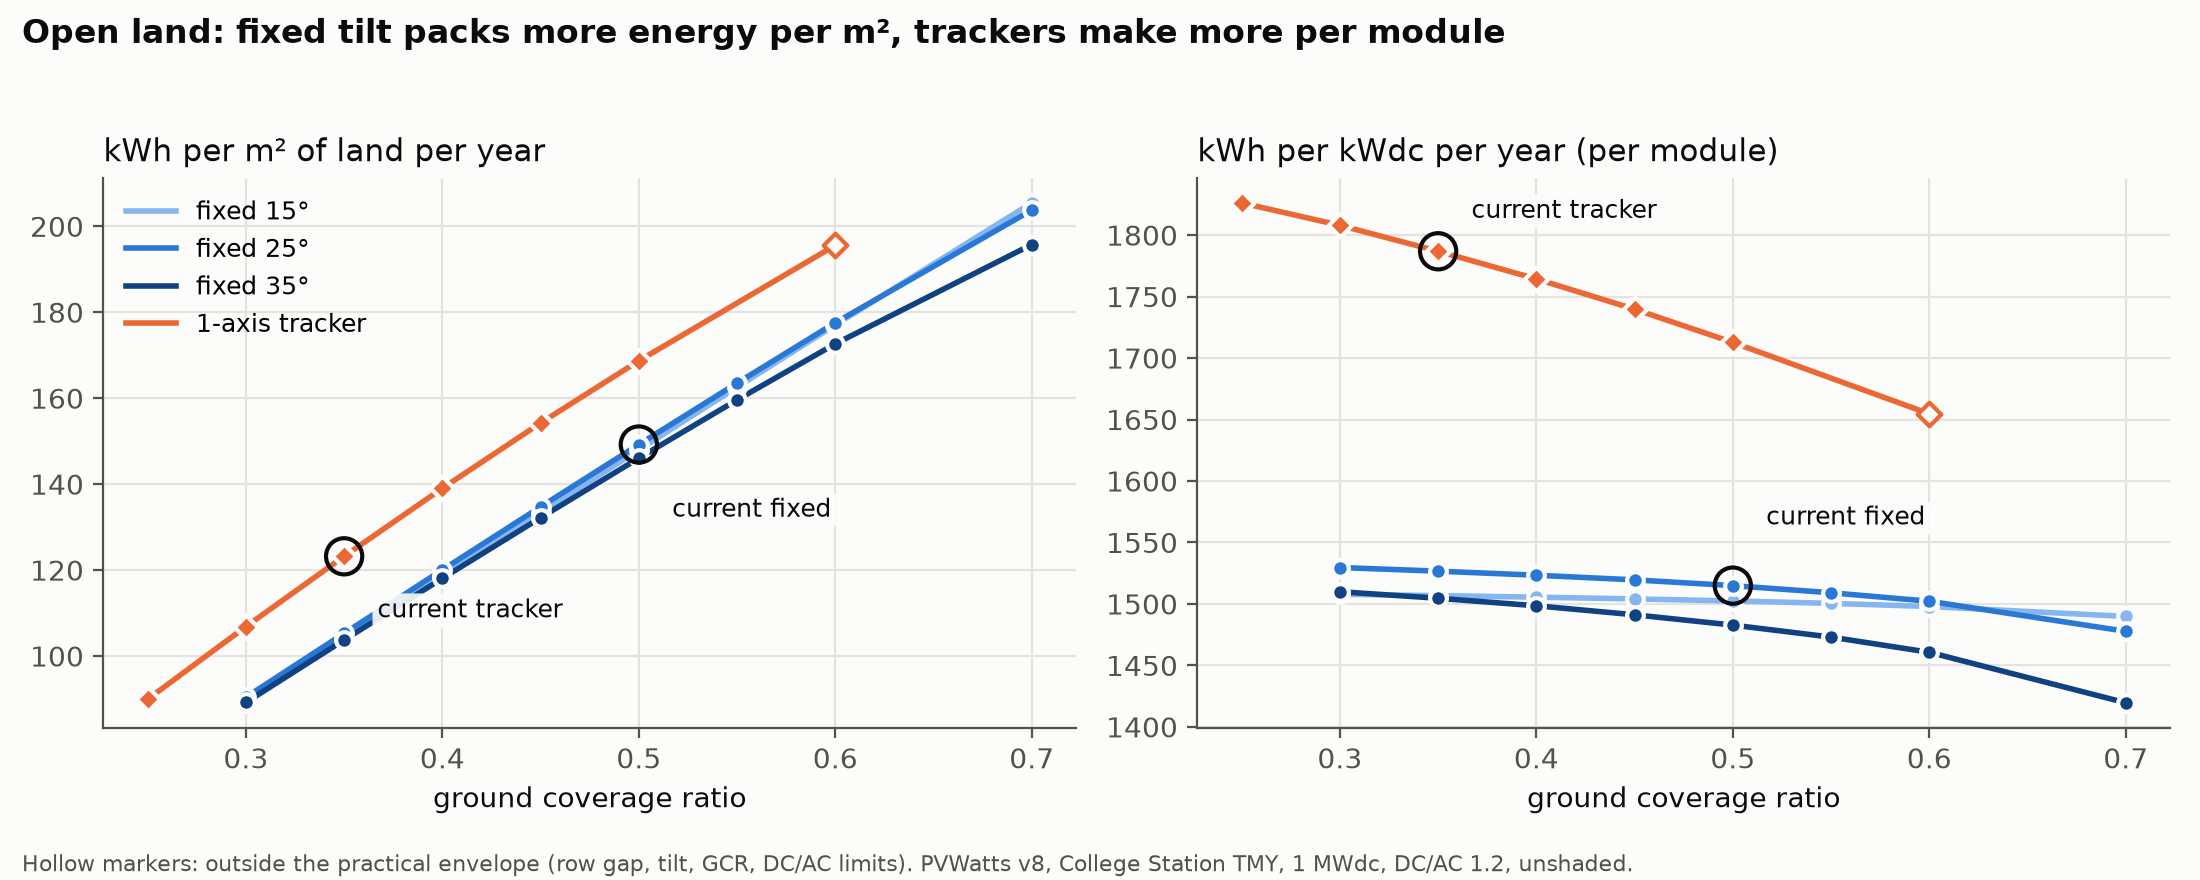 Open land: fixed tilt packs more energy per m², trackers make more per module
kWh per m² of land per year
fixed 15°
fixed 25°
fixed 35°
1-axis tracker
200
180
160
140
120
100
current fixed
current tracker
0.3 0.4 0.5 0.6 0.7
ground coverage ratio
kWh per kWdc per year (per module)
current tracker
1800
1750
1700
1650
1600
1550
1500
1450
1400
current fixed
0.3 0.4 0.5 0.6 0.7
ground coverage ratio
Hollow markers: outside the practical envelope (row gap, tilt, GCR, DC/AC limits). PVWatts v8, College Station TMY, 1 MWdc, DC/AC 1.2, unshaded.